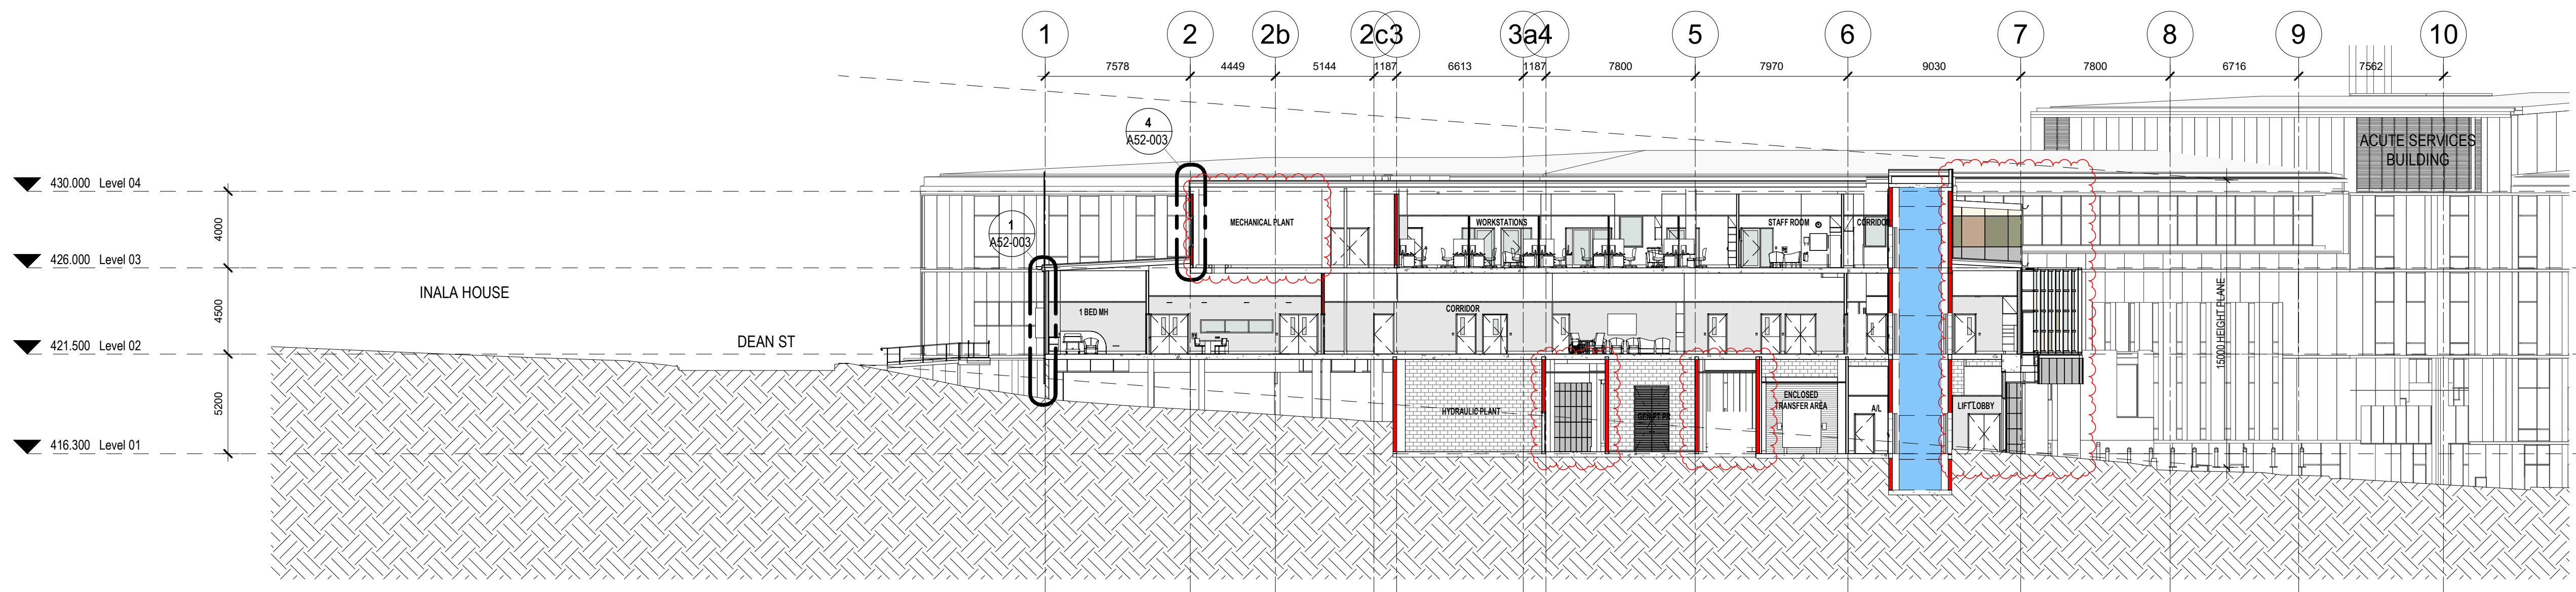 1 2 2b 2c 3 3a 4 5 6 7 8 9 10
7578 4449 5144 1187 6613 1187 7800 7970 9030 7800 6716 7562
4
A52-003
ACUTE SERVICES
BUILDING
430.000 Level 04
4000
1
A52-003
MECHANICAL PLANT
WORKSTATIONS
STAFF ROOM
CORRIDOR
426.000 Level 03
INALA HOUSE
4500
1 BED MH
CORRIDOR
15000 HEIGHT PLANE
DEAN ST
421.500 Level 02
5200
HYDRAULIC PLANT
ENCLOSED
TRANSFER AREA
A/L
LIFT LOBBY
416.300 Level 01